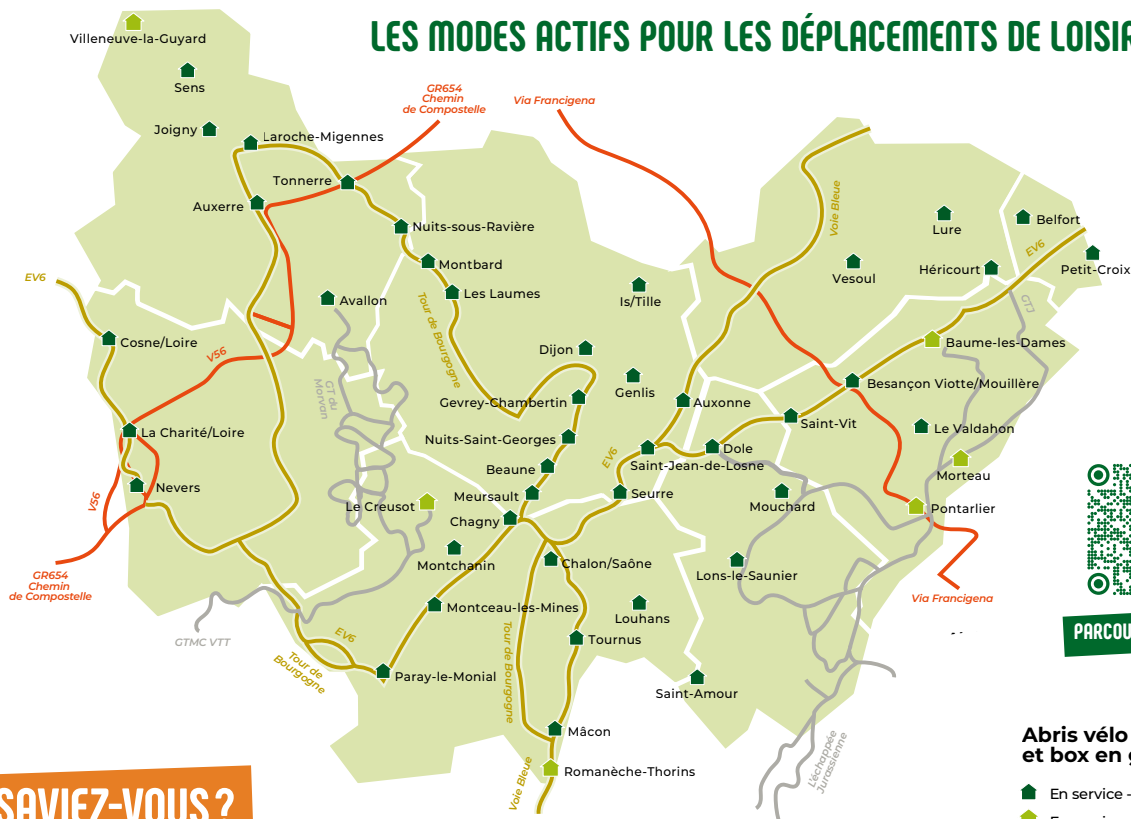 LES MODES ACTIFS POUR LES DÉPLACEMENTS DE LOISIR
Villeneuve-la-Guyard
Sens
Joigny
Laroche-Migennes
GR654
Chemin
de Compostelle
Via Francigena
Tonnerre
Auxerre
Nuits-sous-Ravière
Montbard
Les Laumes
Avallon
Tour de Bourgogne
EV6
Cosne/Loire
V56
GT du
Morvan
La Charité/Loire
Nevers
V56
GR654
Chemin
de Compostelle
GTMC VTT
Is/Tille
Dijon
Genlis
Gevrey-Chambertin
Auxonne
Nuits-Saint-Georges
Beaune
Meursault
Chagny
Le Creusot
Montchanin
Montceau-les-Mines
Paray-le-Monial
EV6
Tour de
Bourgogne
Voie Bleue
Lure
Belfort
EV6
Petit-Croix
Vesoul
Héricourt
GTJ
Baume-les-Dames
Besançon Viotte/Mouillère
Saint-Vit
Le Valdahon
Dole
Saint-Jean-de-Losne
EV6
Seurre
Mouchard
Morteau
Pontarlier
Via Francigena
Chalon/Saône
Lons-le-Saunier
Louhans
Tournus
Tour de Bourgogne
Saint-Amour
Mâcon
Romanèche-Thorins
Voie Bleue
L'échappée
Jurassienne
PARCOU
Abris vélo
et box en g
En service -
SAVIEZ-VOUS ?